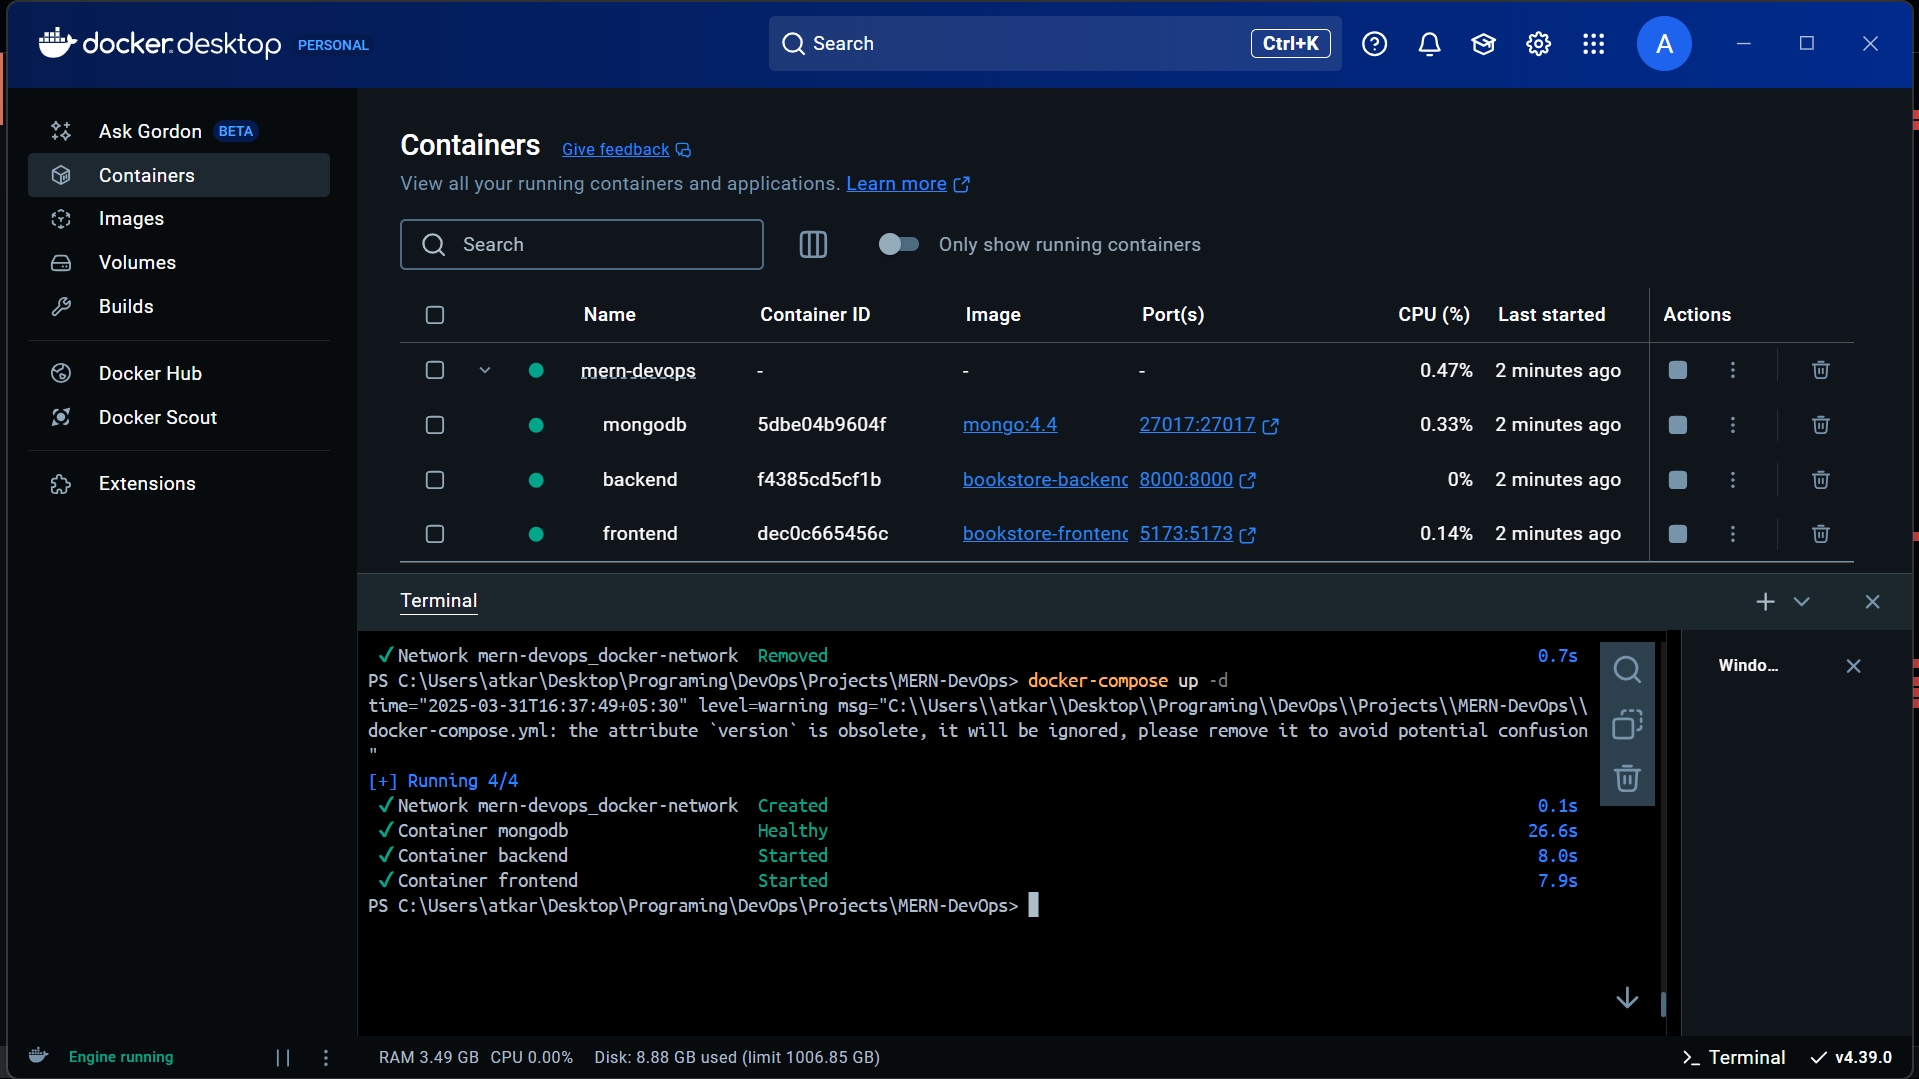 docker.desktop PERSONAL
Search Ctrl+K
A
Ask Gordon BETA
Containers
Images
Volumes
Builds
Docker Hub
Docker Scout
Extensions
Containers Give feedback
View all your running containers and applications. Learn more
Search
Only show running containers
Name Container ID Image Port(s) CPU (%) Last started Actions
mern-devops - - - 0.47% 2 minutes ago
mongodb 5dbe04b9604f mongo:4.4 27017:27017 0.33% 2 minutes ago
backend f4385cd5cf1b bookstore-backend 8000:8000 0% 2 minutes ago
frontend dec0c665456c bookstore-frontend 5173:5173 0.14% 2 minutes ago
Terminal
✓ Network mern-devops_docker-network Removed 0.7s
PS C:\Users\atkar\Desktop\Programing\DevOps\Projects\MERN-DevOps> docker-compose up -d
time="2025-03-31T16:37:49+05:30" level=warning msg="C:\\Users\\atkar\\Desktop\\Programing\\DevOps\\Projects\\MERN-DevOps\\
docker-compose.yml: the attribute `version` is obsolete, it will be ignored, please remove it to avoid potential confusion
"
[+] Running 4/4
✓ Network mern-devops_docker-network Created 0.1s
✓ Container mongodb Healthy 26.6s
✓ Container backend Started 8.0s
✓ Container frontend Started 7.9s
PS C:\Users\atkar\Desktop\Programing\DevOps\Projects\MERN-DevOps>
Windo...
Engine running
RAM 3.49 GB CPU 0.00% Disk: 8.88 GB used (limit 1006.85 GB)
>_ Terminal ✓ v4.39.0